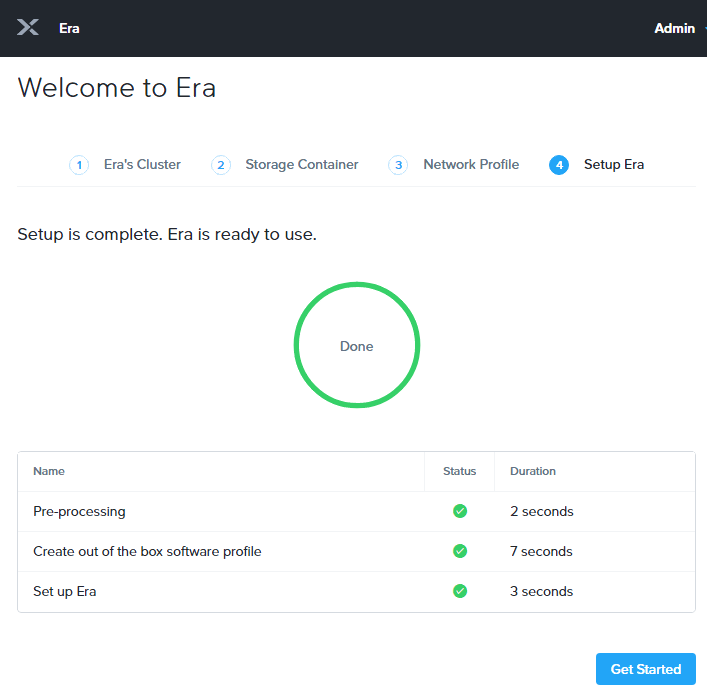 Era Admin
Welcome to Era
1 Era's Cluster 2 Storage Container 3 Network Profile 4 Setup Era
Setup is complete. Era is ready to use.
Done
Name Status Duration
Pre-processing 2 seconds
Create out of the box software profile 7 seconds
Set up Era 3 seconds
Get Started